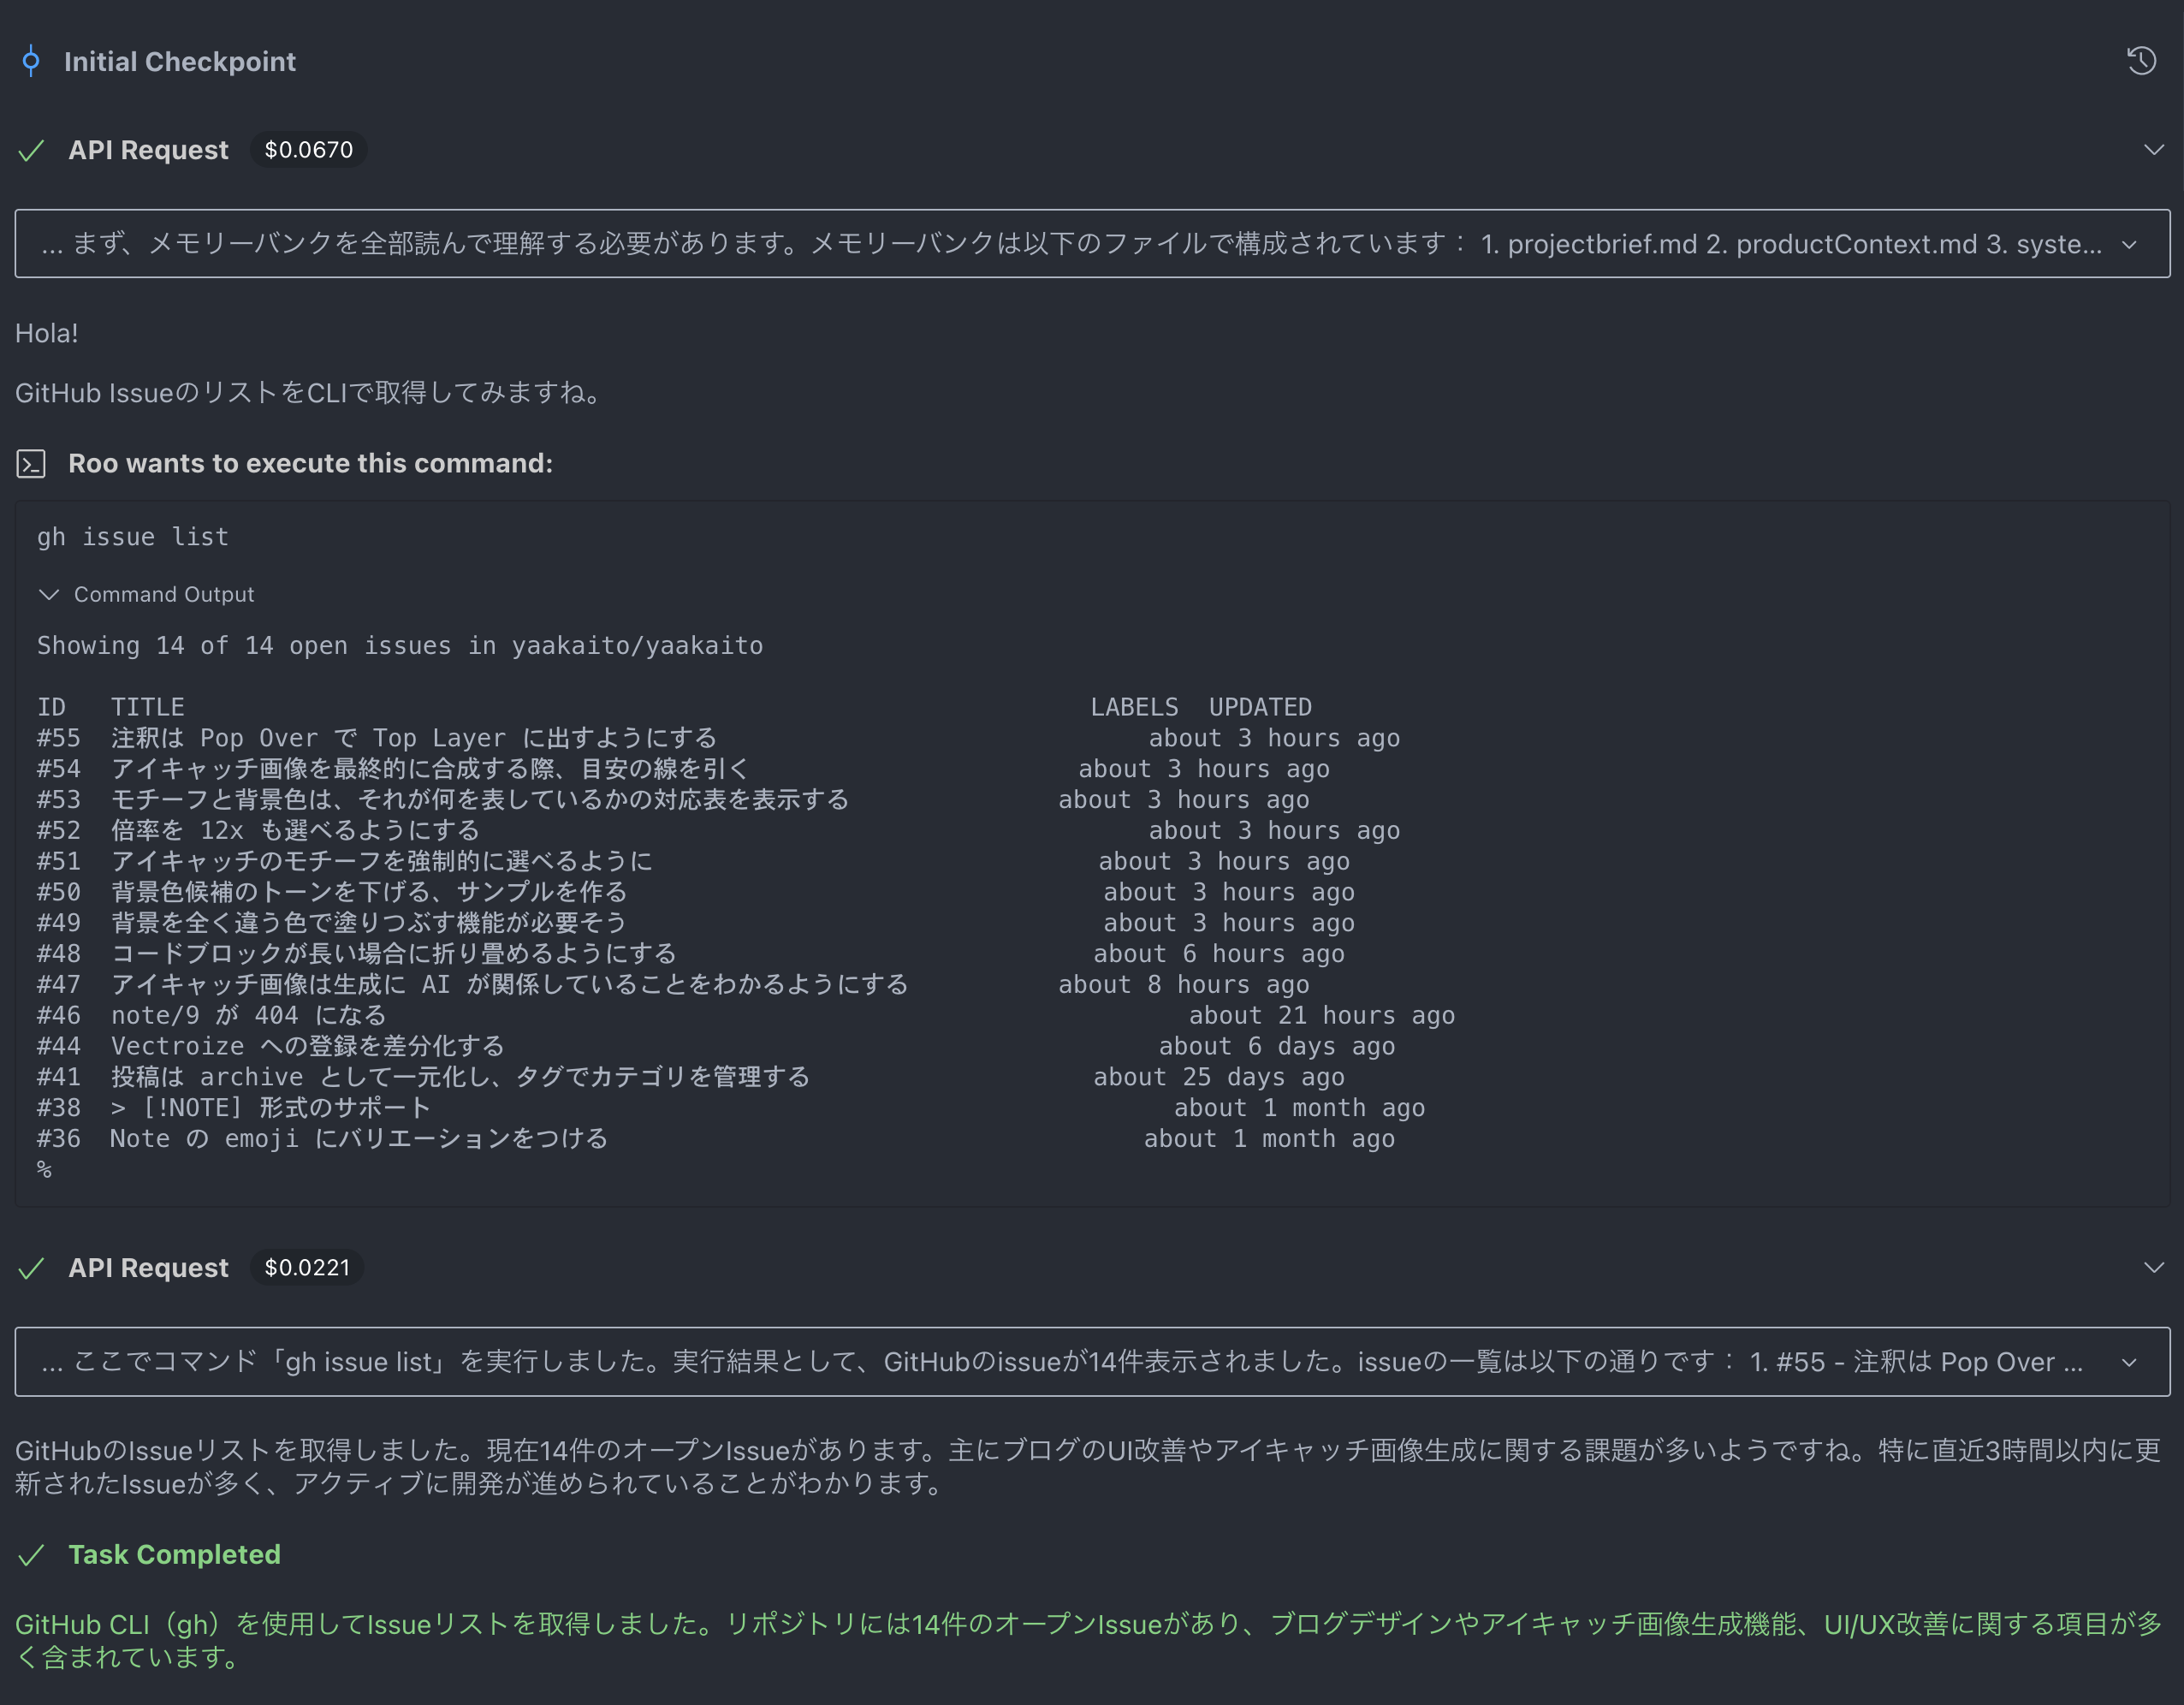 Initial Checkpoint
API Request $0.0670
... まず、メモリーバンクを全部読んで理解する必要があります。メモリーバンクは以下のファイルで構成されています： 1. projectbrief.md 2. productContext.md 3. syste...
Hola!
GitHub IssueのリストをCLIで取得してみますね。
Roo wants to execute this command:
gh issue list
Command Output
Showing 14 of 14 open issues in yaakaito/yaakaito
ID TITLE LABELS UPDATED
#55 注釈は Pop Over で Top Layer に出すようにする about 3 hours ago
#54 アイキャッチ画像を最終的に合成する際、目安の線を引く about 3 hours ago
#53 モチーフと背景色は、それが何を表しているかの対応表を表示する about 3 hours ago
#52 倍率を 12x も選べるようにする about 3 hours ago
#51 アイキャッチのモチーフを強制的に選べるように about 3 hours ago
#50 背景色候補のトーンを下げる、サンプルを作る about 3 hours ago
#49 背景を全く違う色で塗りつぶす機能が必要そう about 3 hours ago
#48 コードブロックが長い場合に折り畳めるようにする about 6 hours ago
#47 アイキャッチ画像は生成に AI が関係していることをわかるようにする about 8 hours ago
#46 note/9 が 404 になる about 21 hours ago
#44 Vectroize への登録を差分化する about 6 days ago
#41 投稿は archive として一元化し、タグでカテゴリを管理する about 25 days ago
#38 > [!NOTE] 形式のサポート about 1 month ago
#36 Note の emoji にバリエーションをつける about 1 month ago
%
API Request $0.0221
... ここでコマンド「gh issue list」を実行しました。実行結果として、GitHubのissueが14件表示されました。issueの一覧は以下の通りです： 1. #55 - 注釈は Pop Over ...
GitHubのIssueリストを取得しました。現在14件のオープンIssueがあります。主にブログのUI改善やアイキャッチ画像生成に関する課題が多いようですね。特に直近3時間以内に更
新されたIssueが多く、アクティブに開発が進められていることがわかります。
Task Completed
GitHub CLI（gh）を使用してIssueリストを取得しました。リポジトリには14件のオープンIssueがあり、ブログデザインやアイキャッチ画像生成機能、UI/UX改善に関する項目が多
く含まれています。